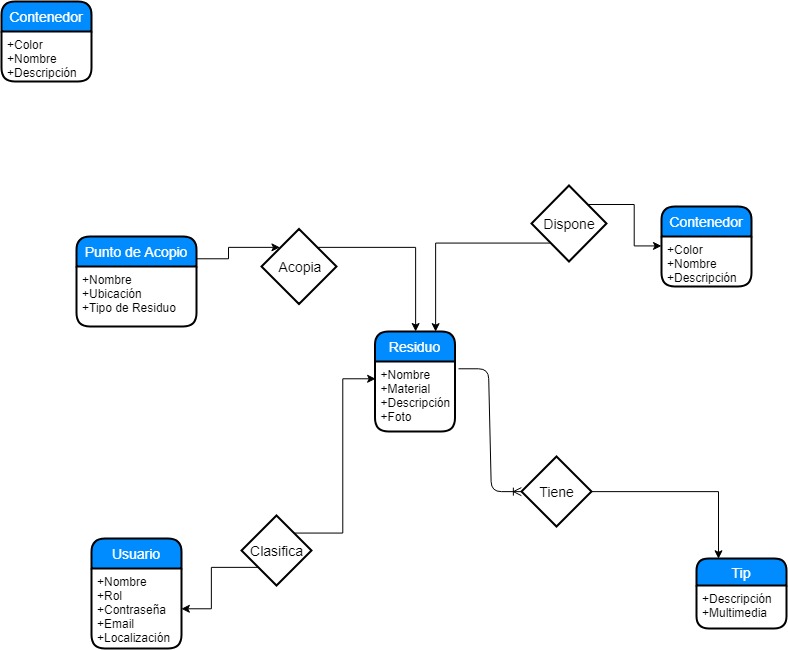 Contenedor
+Color
+Nombre
+Descripción
Dispone
Contenedor
+Color
+Nombre
+Descripción
Punto de Acopio
+Nombre
+Ubicación
+Tipo de Residuo
Acopia
Residuo
+Nombre
+Material
+Descripción
+Foto
Tiene
Clasifica
Usuario
+Nombre
+Rol
+Contraseña
+Email
+Localización
Tip
+Descripción
+Multimedia